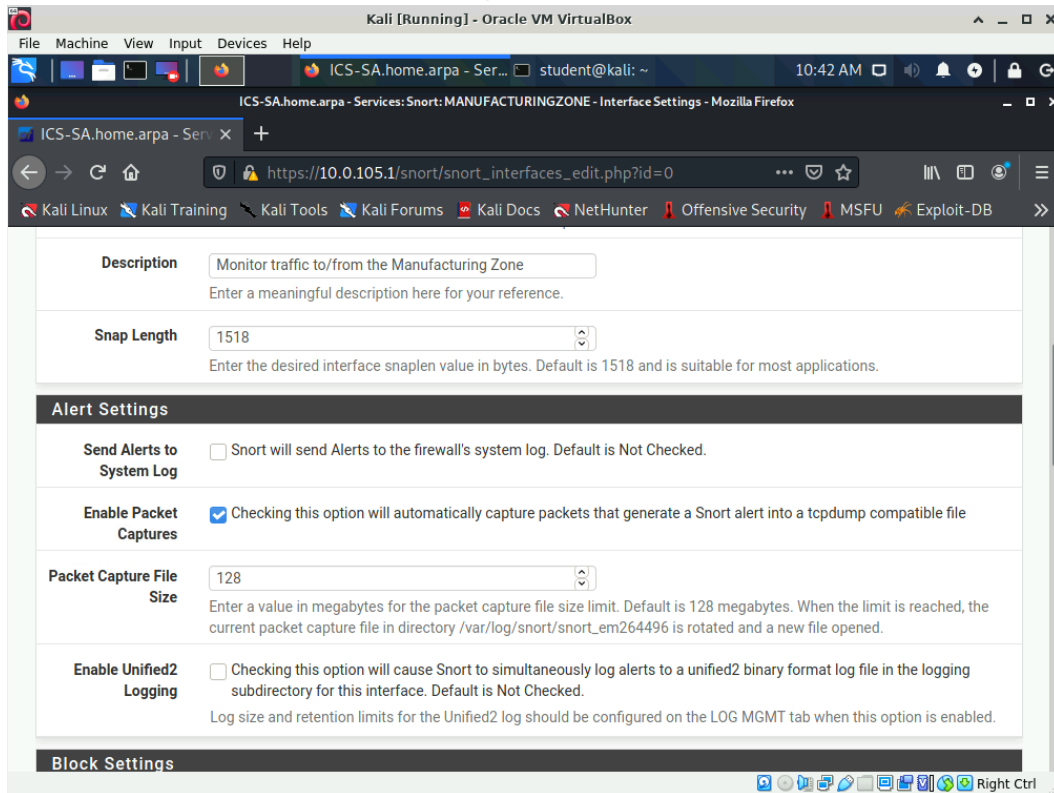 Kali [Running] - Oracle VM VirtualBox
File Machine View Input Devices Help
ICS-SA.home.arpa - Ser... student@kali: ~ 10:42 AM
ICS-SA.home.arpa - Services: Snort: MANUFACTURINGZONE - Interface Settings - Mozilla Firefox
ICS-SA.home.arpa - Serv
https://10.0.105.1/snort/snort_interfaces_edit.php?id=0
Kali Linux Kali Training Kali Tools Kali Forums Kali Docs NetHunter Offensive Security MSFU Exploit-DB
Description Monitor traffic to/from the Manufacturing Zone
Enter a meaningful description here for your reference.
Snap Length 1518
Enter the desired interface snaplen value in bytes. Default is 1518 and is suitable for most applications.
Alert Settings
Send Alerts to Snort will send Alerts to the firewall's system log. Default is Not Checked.
System Log
Enable Packet Checking this option will automatically capture packets that generate a Snort alert into a tcpdump compatible file
Captures
Packet Capture File 128
Size
Enter a value in megabytes for the packet capture file size limit. Default is 128 megabytes. When the limit is reached, the
current packet capture file in directory /var/log/snort/snort_em264496 is rotated and a new file opened.
Enable Unified2 Checking this option will cause Snort to simultaneously log alerts to a unified2 binary format log file in the logging
Logging subdirectory for this interface. Default is Not Checked.
Log size and retention limits for the Unified2 log should be configured on the LOG MGMT tab when this option is enabled.
Block Settings
Right Ctrl